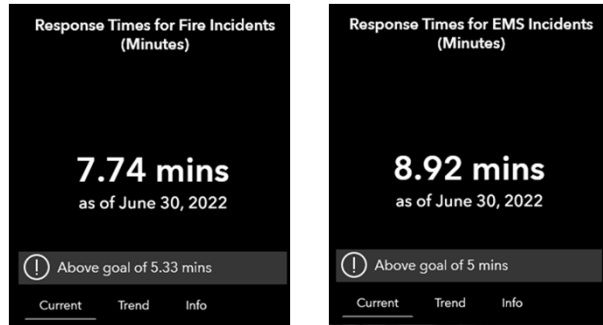 Response Times for Fire Incidents
(Minutes)
7.74 mins
as of June 30, 2022
! Above goal of 5.33 mins
Current Trend Info
Response Times for EMS Incidents
(Minutes)
8.92 mins
as of June 30, 2022
! Above goal of 5 mins
Current Trend Info